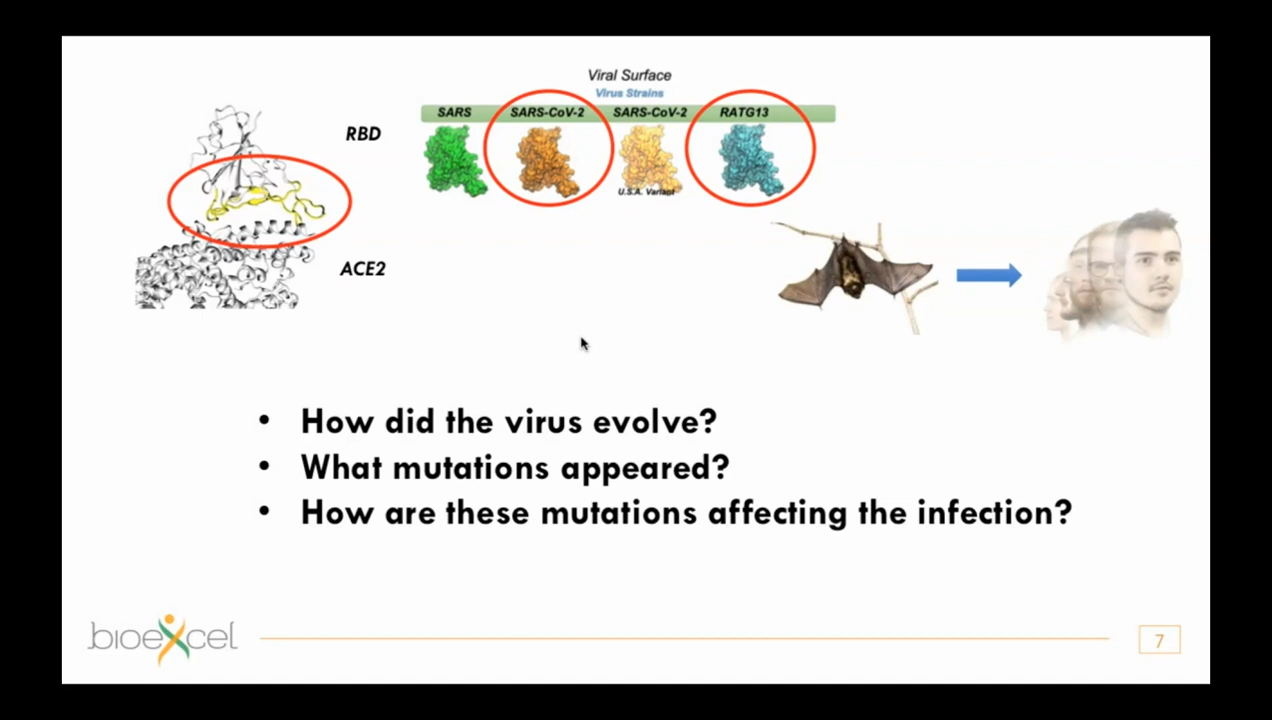 Viral Surface
Virus Strains
SARS SARS-CoV-2 SARS-CoV-2 RATG13
U.S.A. Variant
RBD
ACE2
• How did the virus evolve?
• What mutations appeared?
• How are these mutations affecting the infection?
bioexcel
7